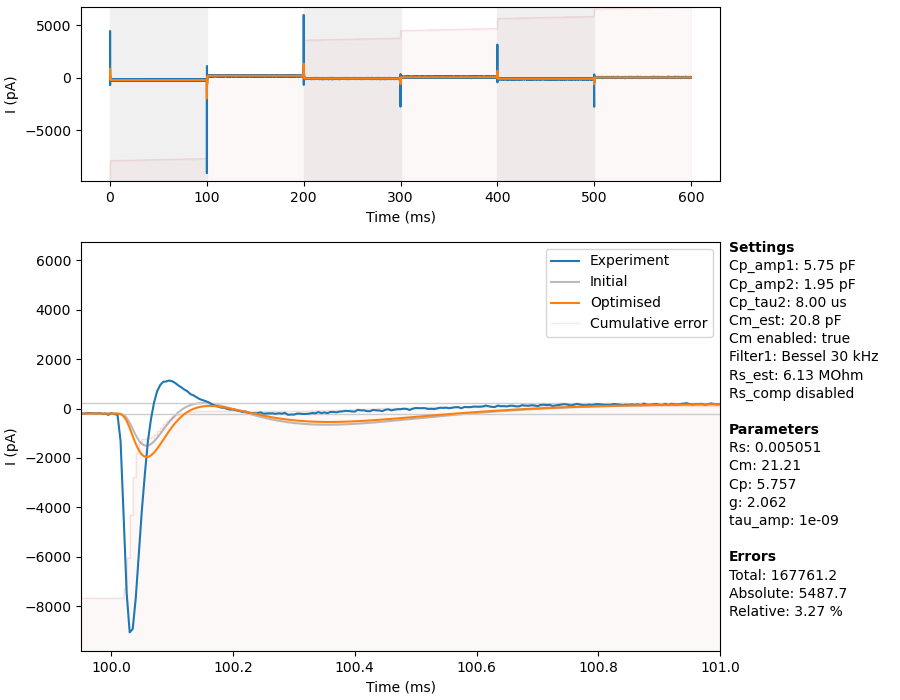 5000
0
−5000
I (pA)
0
100
200
300
400
500
600
Time (ms)
6000
4000
2000
0
−2000
−4000
−6000
−8000
I (pA)
100.0
100.2
100.4
100.6
100.8
101.0
Time (ms)
Experiment
Initial
Optimised
Cumulative error
Settings
Cp_amp1: 5.75 pF
Cp_amp2: 1.95 pF
Cp_tau2: 8.00 us
Cm_est: 20.8 pF
Cm enabled: true
Filter1: Bessel 30 kHz
Rs_est: 6.13 MOhm
Rs_comp disabled
Parameters
Rs: 0.005051
Cm: 21.21
Cp: 5.757
g: 2.062
tau_amp: 1e-09
Errors
Total: 167761.2
Absolute: 5487.7
Relative: 3.27 %